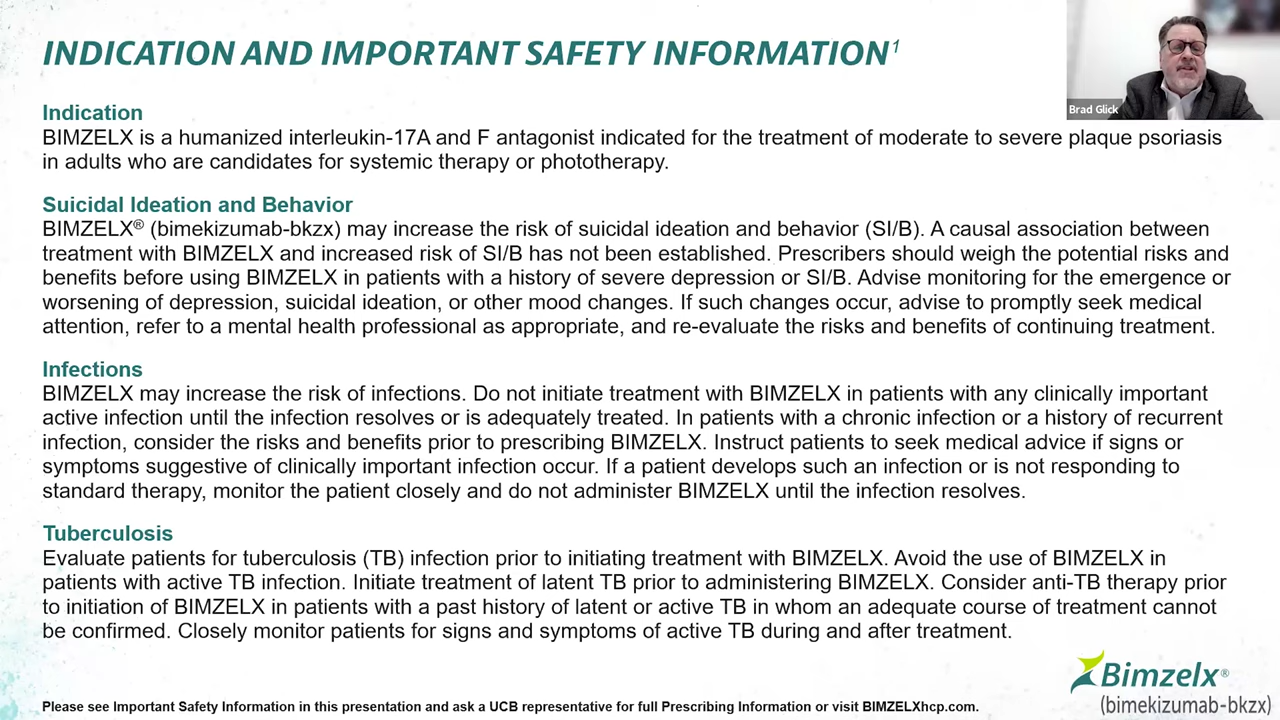 INDICATION AND IMPORTANT SAFETY INFORMATION¹
Brad Glick
Indication
BIMZELX is a humanized interleukin-17A and F antagonist indicated for the treatment of moderate to severe plaque psoriasis
in adults who are candidates for systemic therapy or phototherapy.
Suicidal Ideation and Behavior
BIMZELX® (bimekizumab-bkzx) may increase the risk of suicidal ideation and behavior (SI/B). A causal association between
treatment with BIMZELX and increased risk of SI/B has not been established. Prescribers should weigh the potential risks and
benefits before using BIMZELX in patients with a history of severe depression or SI/B. Advise monitoring for the emergence or
worsening of depression, suicidal ideation, or other mood changes. If such changes occur, advise to promptly seek medical
attention, refer to a mental health professional as appropriate, and re-evaluate the risks and benefits of continuing treatment.
Infections
BIMZELX may increase the risk of infections. Do not initiate treatment with BIMZELX in patients with any clinically important
active infection until the infection resolves or is adequately treated. In patients with a chronic infection or a history of recurrent
infection, consider the risks and benefits prior to prescribing BIMZELX. Instruct patients to seek medical advice if signs or
symptoms suggestive of clinically important infection occur. If a patient develops such an infection or is not responding to
standard therapy, monitor the patient closely and do not administer BIMZELX until the infection resolves.
Tuberculosis
Evaluate patients for tuberculosis (TB) infection prior to initiating treatment with BIMZELX. Avoid the use of BIMZELX in
patients with active TB infection. Initiate treatment of latent TB prior to administering BIMZELX. Consider anti-TB therapy prior
to initiation of BIMZELX in patients with a past history of latent or active TB in whom an adequate course of treatment cannot
be confirmed. Closely monitor patients for signs and symptoms of active TB during and after treatment.
Bimzelx®
(bimekizumab-bkzx)
Please see Important Safety Information in this presentation and ask a UCB representative for full Prescribing Information or visit BIMZELXhcp.com.